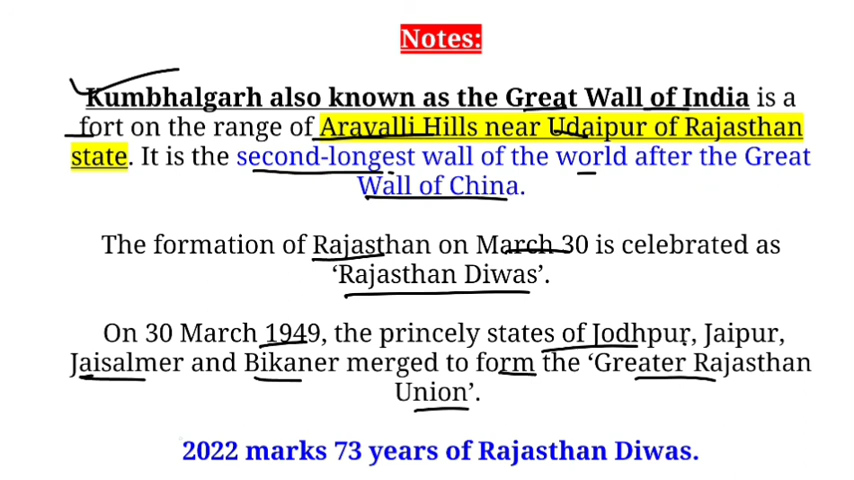 Notes:
Kumbhalgarh also known as the Great Wall of India is a
fort on the range of Aravalli Hills near Udaipur of Rajasthan
state. It is the second-longest wall of the world after the Great
Wall of China.
The formation of Rajasthan on March 30 is celebrated as
‘Rajasthan Diwas’.
On 30 March 1949, the princely states of Jodhpur, Jaipur,
Jaisalmer and Bikaner merged to form the ‘Greater Rajasthan
Union’.
2022 marks 73 years of Rajasthan Diwas.